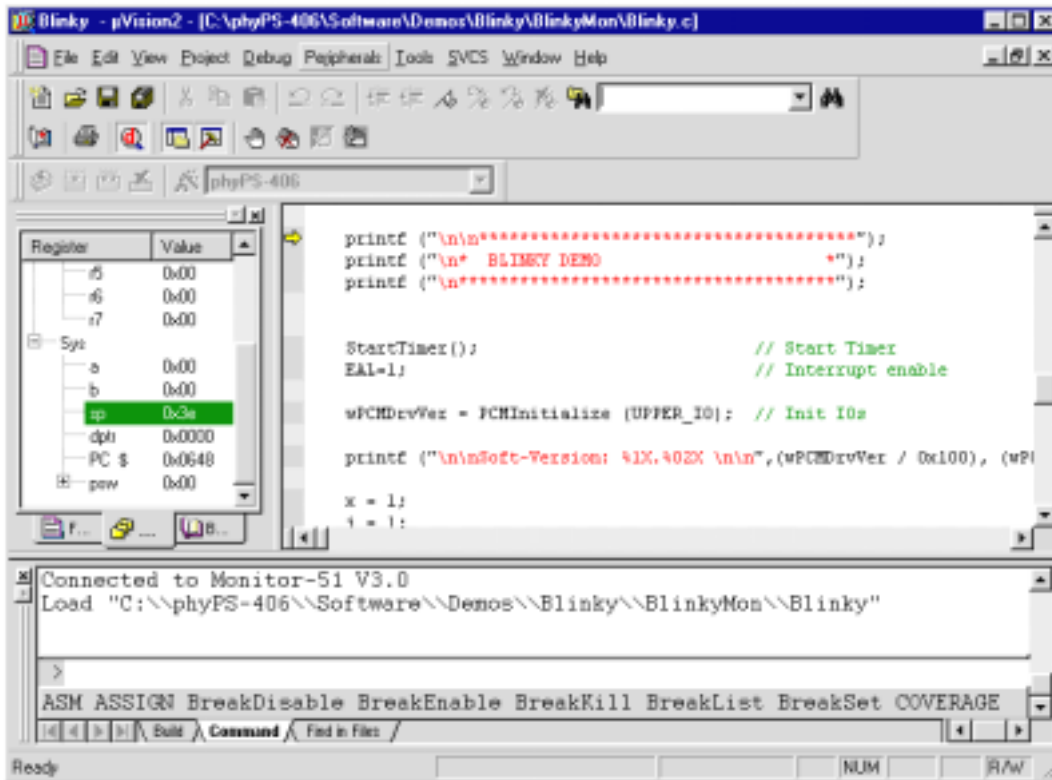 Blinky - µVision2 - [C:\phyPS-406\Software\Demos\Blinky\BlinkyMon\Blinky.c]
File Edit View Project Debug Peripherals Tools SVCS Window Help
phyPS-406
Register Value
r5 0x00
r6 0x00
r7 0x00
Sys
a 0x00
b 0x00
sp 0x3e
dptr 0x0000
PC $ 0x0648
psw 0x00
F... .... B...
printf ("\n\n*************************************");
printf ("\n* BLINKY DEMO *");
printf ("\n*************************************");
StartTimer(); // Start Timer
EAL=1; // Interrupt enable
wPCMDrvVer = PCMInitialize (UPPER_IO); // Init IOs
printf ("\n\nSoft-Version: %1X.%02X \n\n",(wPCMDrvVer / 0x100), (wP
x = 1;
i = 1;
Connected to Monitor-51 V3.0
Load "C:\\phyPS-406\\Software\\Demos\\Blinky\\BlinkyMon\\Blinky"
>
ASM ASSIGN BreakDisable BreakEnable BreakKill BreakList BreakSet COVERAGE
Build Command Find in Files
Ready NUM R/W